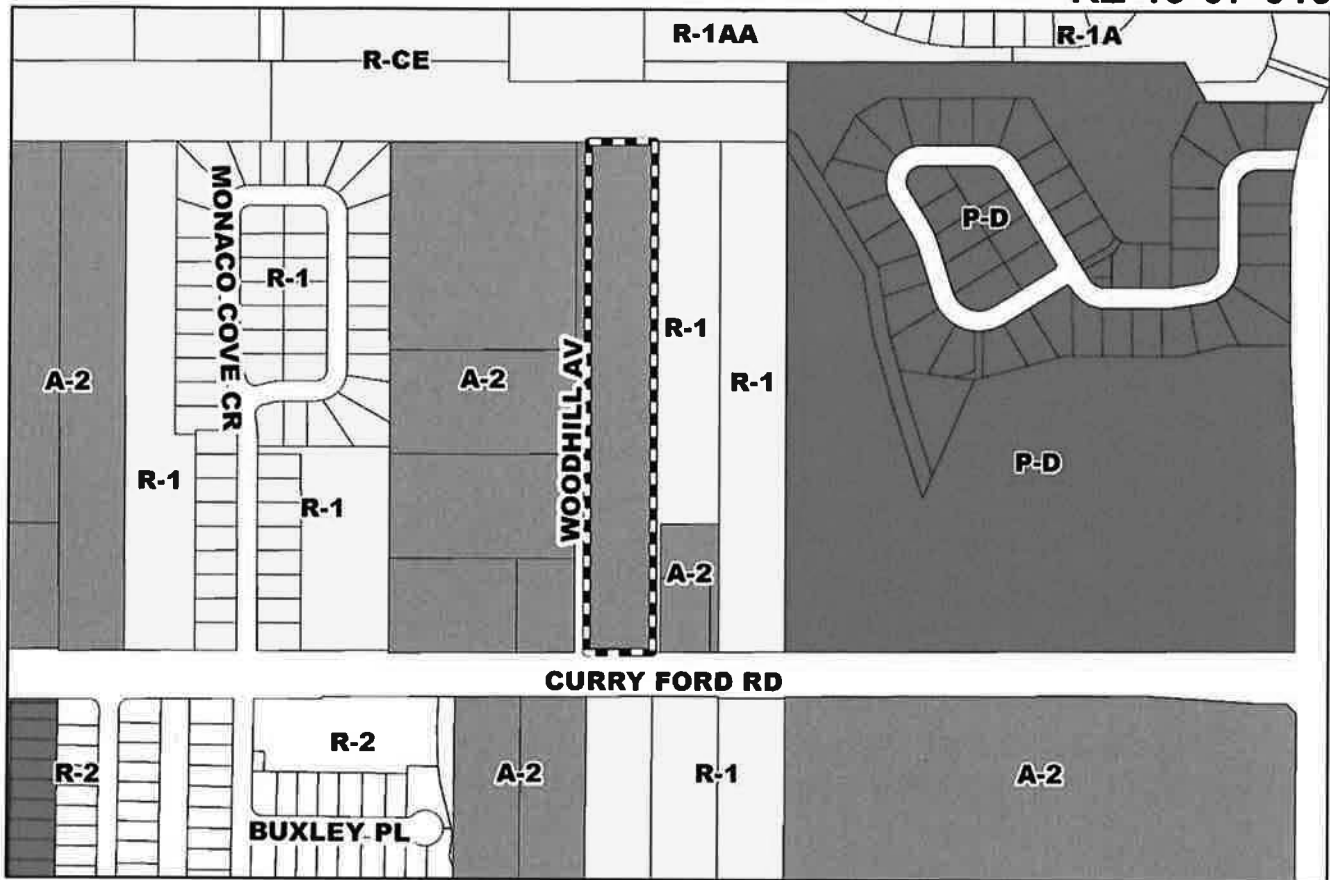 R-1AA
R-1A
R-CE
MONACO COVE CR
P-D
R-1
R-1
A-2
A-2
WOODHILL AV
R-1
R-1
R-1
P-D
A-2
CURRY FORD RD
R-2
R-2
A-2
R-1
A-2
BUXLEY PL